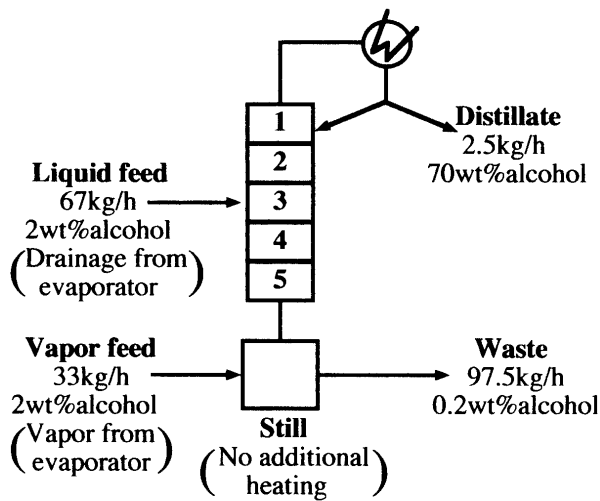 1
2
3
4
5
Distillate
2.5kg/h
70wt%alcohol
Liquid feed
67kg/h
2wt%alcohol
(Drainage from
evaporator)
Vapor feed
33kg/h
2wt%alcohol
(Vapor from
evaporator)
Waste
97.5kg/h
0.2wt%alcohol
Still
(No additional
heating)